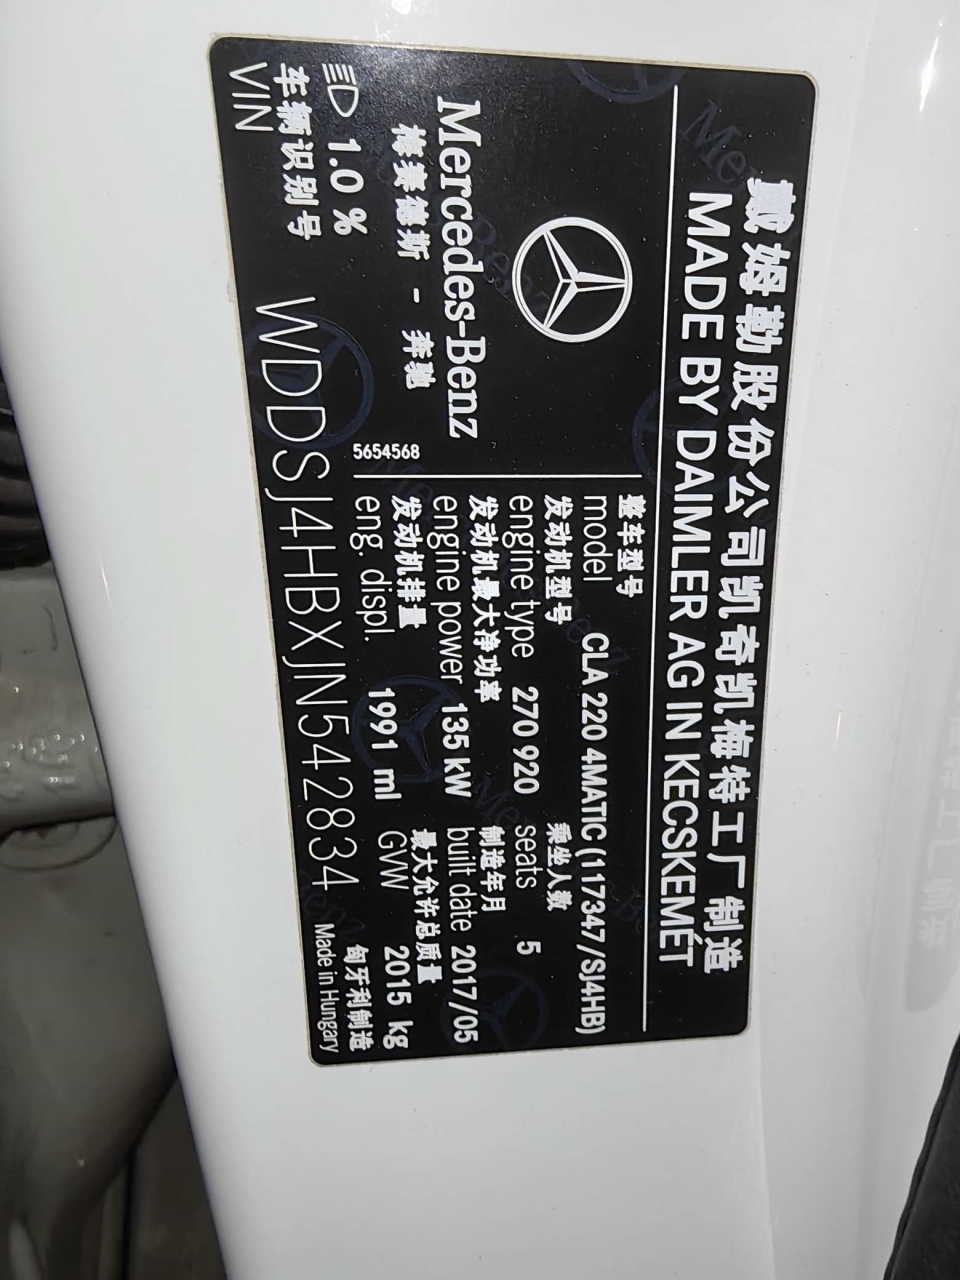 戴姆勒股份公司凯奇凯梅特工厂制造
MADE BY DAIMLER AG IN KECSKEMÉT
Mercedes-Benz
梅赛德斯 - 奔驰
5654568
整车型号
model CLA 220 4MATIC (117347/SJ4HB)
发动机型号 乘坐人数
engine type 270 920 seats 5
发动机最大净功率 制造年月
engine power 135 kW built date 2017/05
发动机排量 最大允许总质量
eng. displ. 1991 ml GVW 2015 kg
1.0 %
车辆识别号 匈牙利制造
VIN WDDSJ4HBXJN542834 Made in Hungary